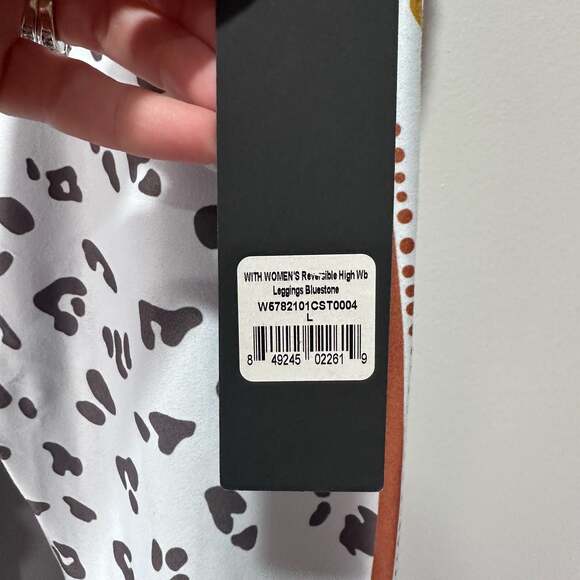 WITH WOMEN'S Reversible High Wb
Leggings Bluestone
W5782101CST0004
L
8 49245 02261 9